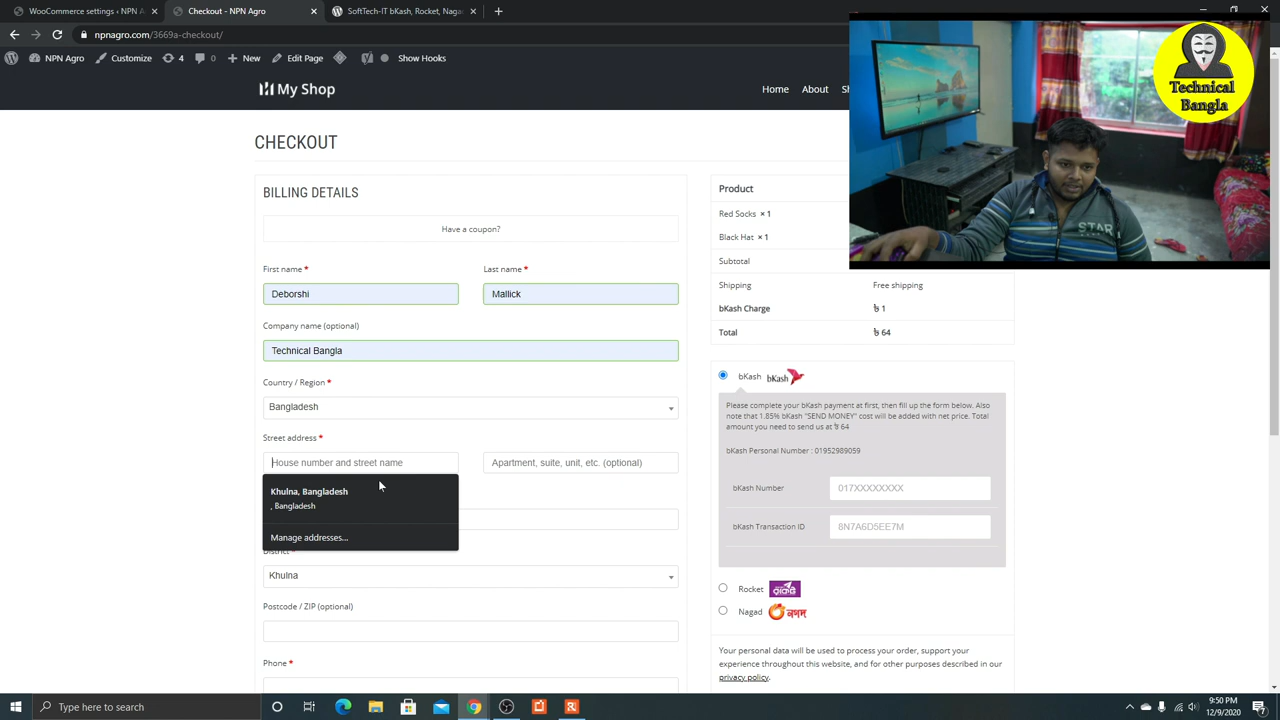 WooCommerce settings ‹ NPN A
Checkout – NPN Agro
Softtech-IT Bkash Rocket, Nagad
npnagro.com/3669a-checkout/
NPN Agro
Customize
4
0
New
Edit Page
Show Hooks
My Shop
Home
About
CHECKOUT
BILLING DETAILS
Have a coupon?
First name *
Last name *
Deborshi
Mallick
Company name (optional)
Technical Bangla
Country / Region *
Bangladesh
Street address *
House number and street name
Apartment, suite, unit, etc. (optional)
Khulna, Bangladesh
, Bangladesh
Manage addresses...
District *
Khulna
Postcode / ZIP (optional)
Phone *
Product
Red Socks × 1
Black Hat × 1
Subtotal
Shipping
Free shipping
bKash Charge
৳ 1
Total
৳ 64
bKash
bKash
Please complete your bKash payment at first, then fill up the form below. Also
note that 1.85% bKash "SEND MONEY" cost will be added with net price. Total
amount you need to send us at ৳ 64
bKash Personal Number : 01952989059
bKash Number
017XXXXXXXX
bKash Transaction ID
8N7A6D5EE7M
Rocket
রকেট
Nagad
নগদ
Your personal data will be used to process your order, support your
experience throughout this website, and for other purposes described in our
privacy policy.
Technical
Bangla
STAR
Type here to search
9:50 PM
12/9/2020
7